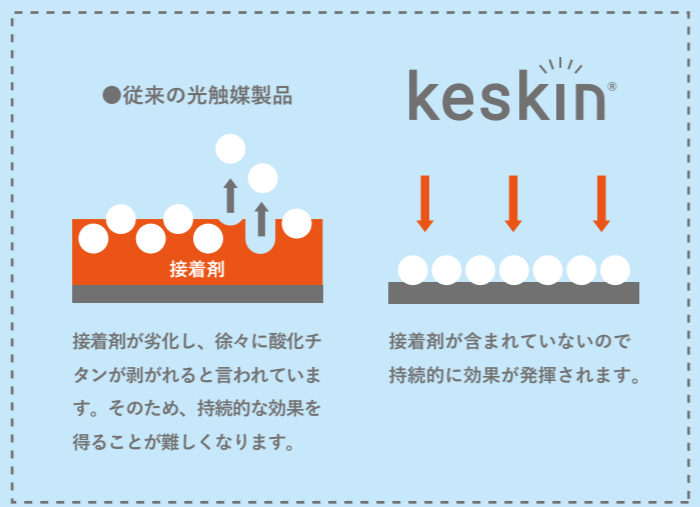 ●従来の光触媒製品
接着剤
接着剤が劣化し、徐々に酸化チ
タンが剥がれると言われていま
す。そのため、持続的な効果を
得ることが難しくなります。
keskin®
接着剤が含まれていないので
持続的に効果が発揮されます。